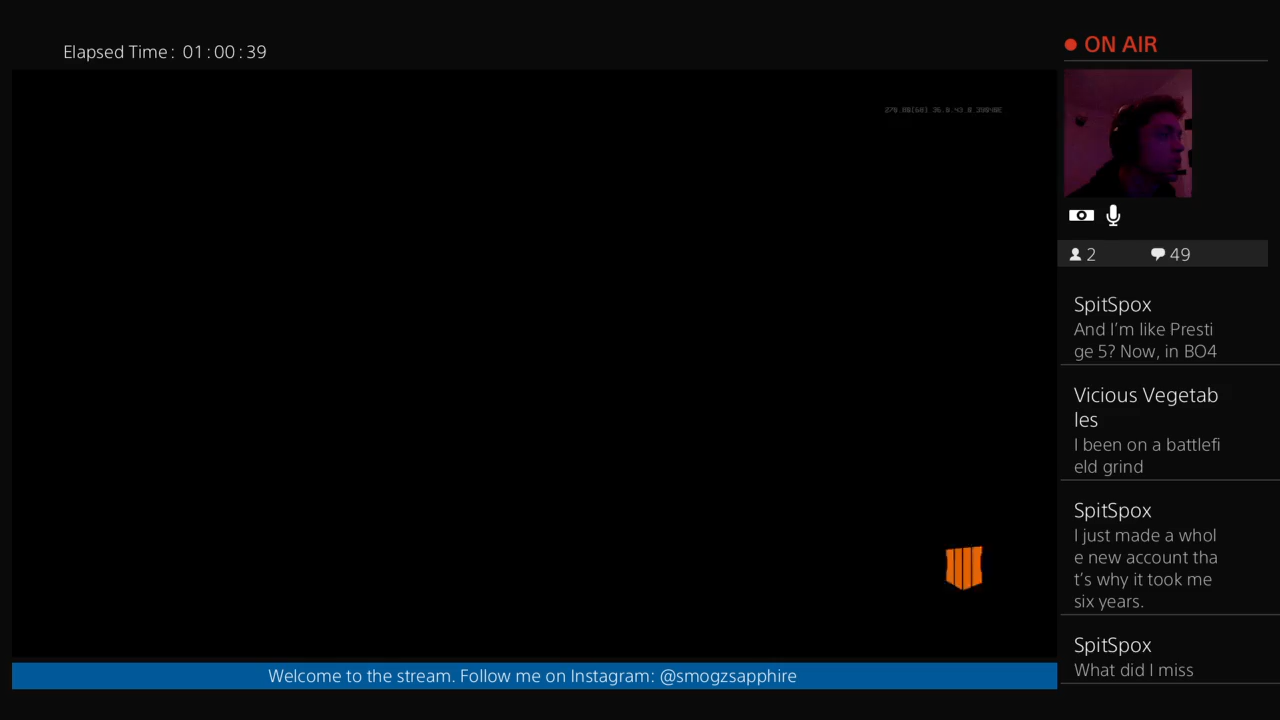 Elapsed Time: 01:00:39
ON AIR
2
49
SpitSpox
And I'm like Presti
ge 5? Now, in BO4
Vicious Vegetab
les
I been on a battlefi
eld grind
SpitSpox
I just made a whol
e new account tha
t's why it took me
six years.
SpitSpox
What did I miss
Welcome to the stream. Follow me on Instagram: @smogzsapphire